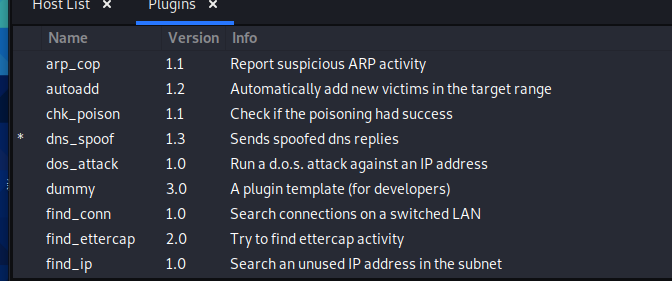 Host List × Plugins ×
Name Version Info
arp_cop 1.1 Report suspicious ARP activity
autoadd 1.2 Automatically add new victims in the target range
chk_poison 1.1 Check if the poisoning had success
* dns_spoof 1.3 Sends spoofed dns replies
dos_attack 1.0 Run a d.o.s. attack against an IP address
dummy 3.0 A plugin template (for developers)
find_conn 1.0 Search connections on a switched LAN
find_ettercap 2.0 Try to find ettercap activity
find_ip 1.0 Search an unused IP address in the subnet